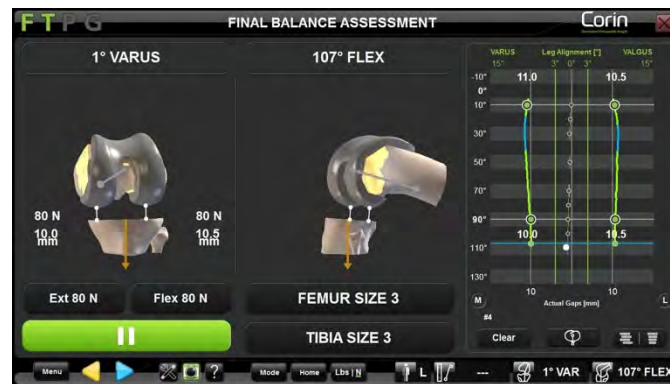 F T P G
FINAL BALANCE ASSESSMENT
Corin
1° VARUS
107° FLEX
80 N
10.0
mm
80 N
10.5
mm
Ext 80 N
Flex 80 N
FEMUR SIZE 3
TIBIA SIZE 3
VARUS Leg Alignment [°] VALGUS
15° 3° 0° 3° 15°
-10°
0°
10°
30°
50°
70°
90°
110°
130°
11.0 10.5
10.0 10.5
M 10 10 L
Actual Gaps [mm]
#4
Clear
Menu
?
Mode
Home
Lbs | N
L
---
1° VAR
107° FLEX